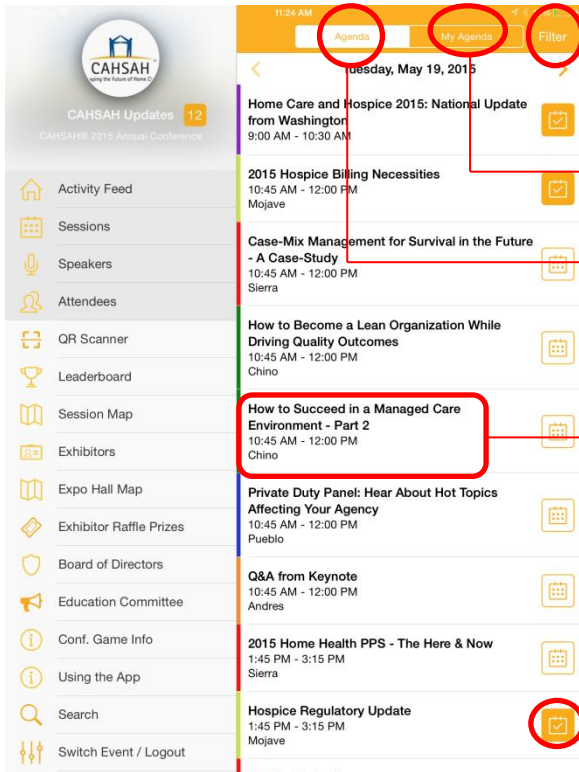 11:24 AM
CAHSAH
CAHSAH Updates 12
CAHSAH® 2015 Annual Conference
Activity Feed
Sessions
Speakers
Attendees
QR Scanner
Leaderboard
Session Map
Exhibitors
Expo Hall Map
Exhibitor Raffle Prizes
Board of Directors
Education Committee
Conf. Game Info
Using the App
Search
Switch Event / Logout
Agenda
My Agenda
Filter
Tuesday, May 19, 2015
Home Care and Hospice 2015: National Update
from Washington
9:00 AM - 10:30 AM
2015 Hospice Billing Necessities
10:45 AM - 12:00 PM
Mojave
Case-Mix Management for Survival in the Future
- A Case-Study
10:45 AM - 12:00 PM
Sierra
How to Become a Lean Organization While
Driving Quality Outcomes
10:45 AM - 12:00 PM
Chino
How to Succeed in a Managed Care
Environment - Part 2
10:45 AM - 12:00 PM
Chino
Private Duty Panel: Hear About Hot Topics
Affecting Your Agency
10:45 AM - 12:00 PM
Pueblo
Q&A from Keynote
10:45 AM - 12:00 PM
Andres
2015 Home Health PPS - The Here & Now
1:45 PM - 3:15 PM
Sierra
Hospice Regulatory Update
1:45 PM - 3:15 PM
Mojave